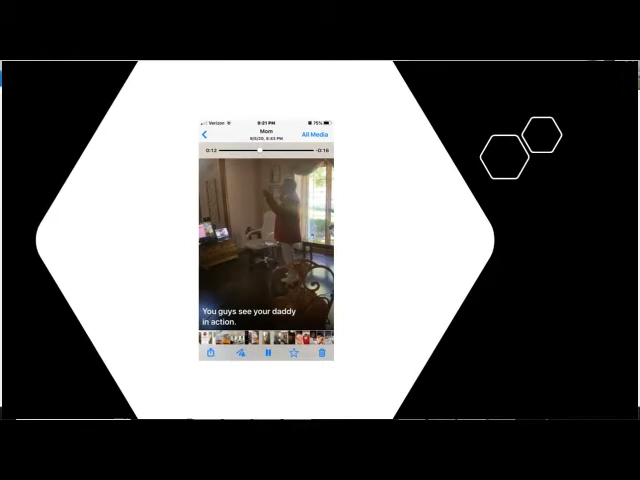 Verizon 9:21 PM 75%
Mom
All Media
0:12 -0:16
You guys see your daddy
in action.